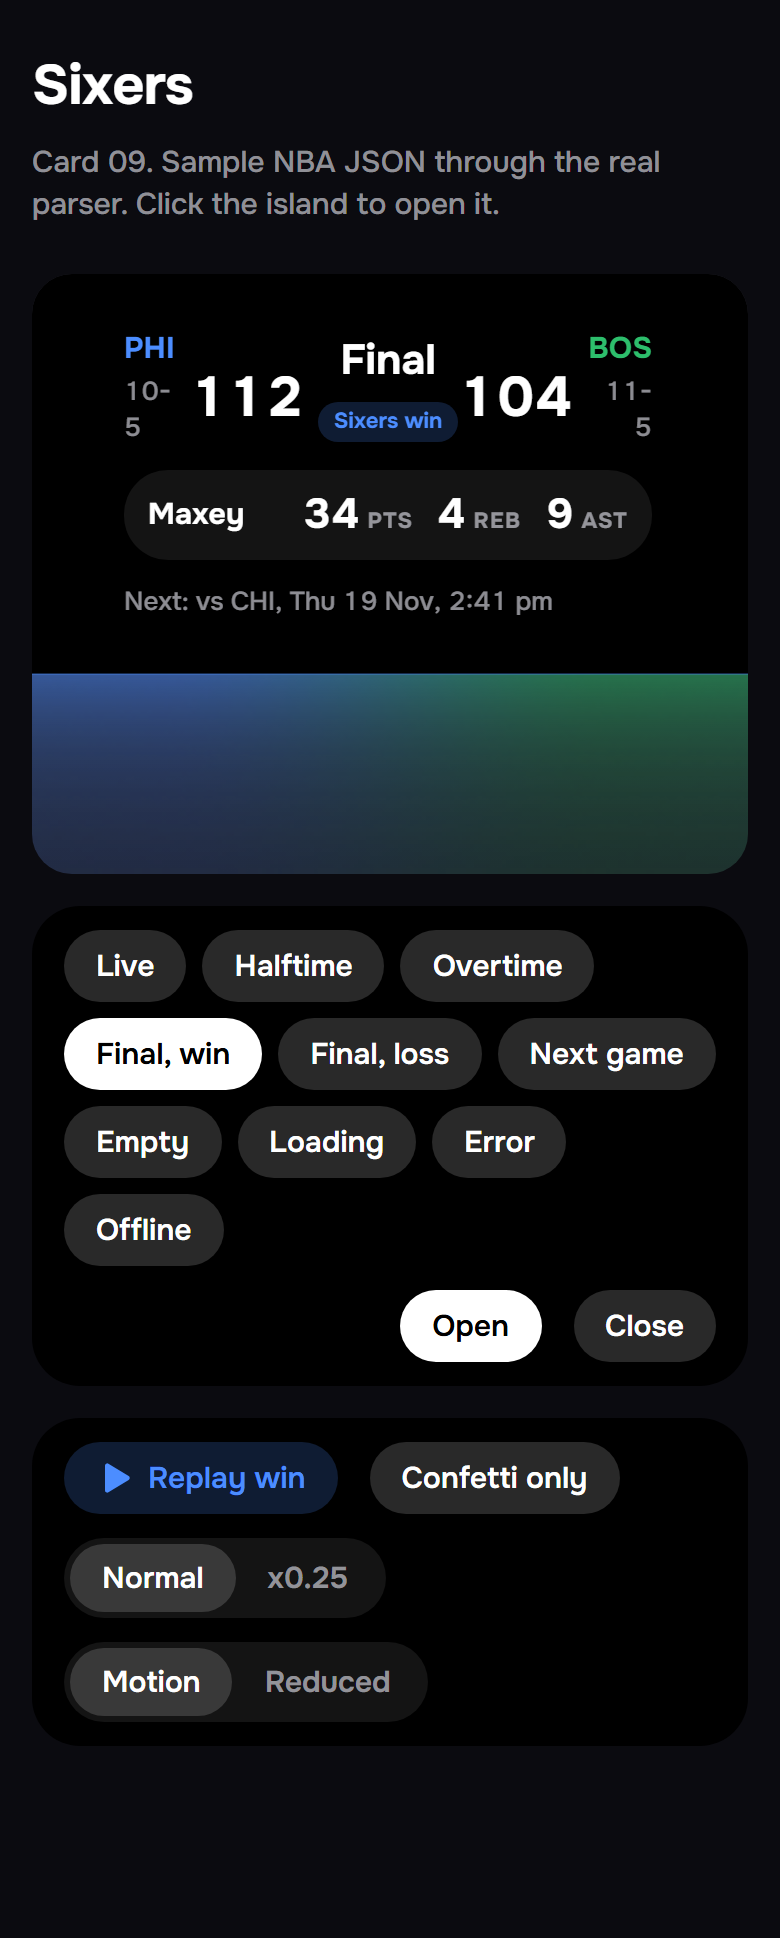 Sixers
Card 09. Sample NBA JSON through the real
parser. Click the island to open it.
PHI
10-
5
112
Final
Sixers win
104
BOS
11-
5
Maxey 34 PTS 4 REB 9 AST
Next: vs CHI, Thu 19 Nov, 2:41 pm
Live Halftime Overtime
Final, win Final, loss Next game
Empty Loading Error
Offline
Open Close
Replay win Confetti only
Normal x0.25
Motion Reduced